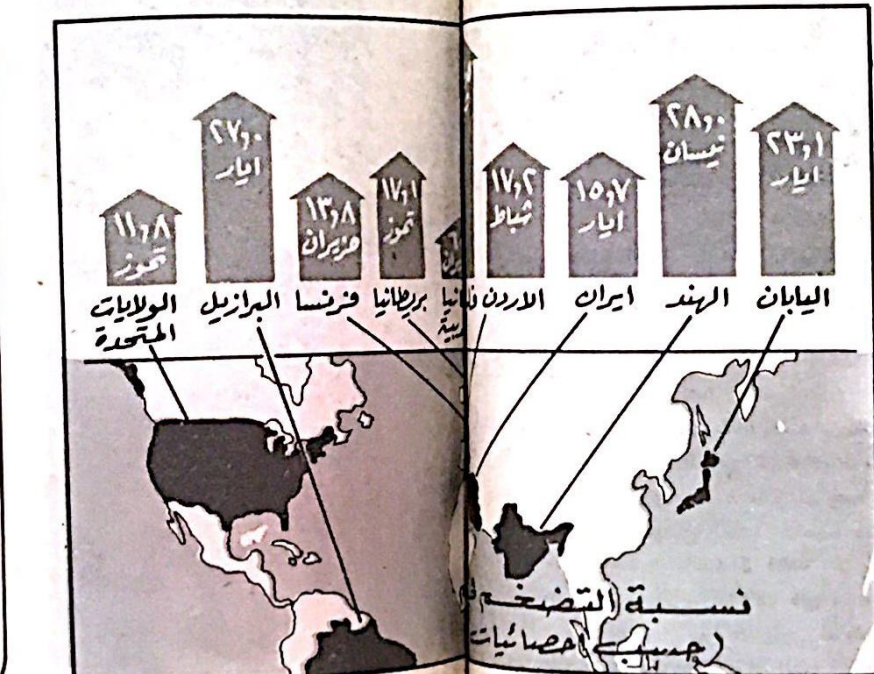 ٢٣,١
ايار
٢٨,٠
نيسان
١٥,٧
ايار
١٧,٢
شباط
١٧,١
تموز
١٣,٨
حزيران
٢٧,٠
ايار
١١,٨
تموز
اليابان
الهند
ايران
الاردن
بريطانيا
فرنسا
البرازيل
الولايات
المتحدة
نسبة التضخم
(حسب احصائيات